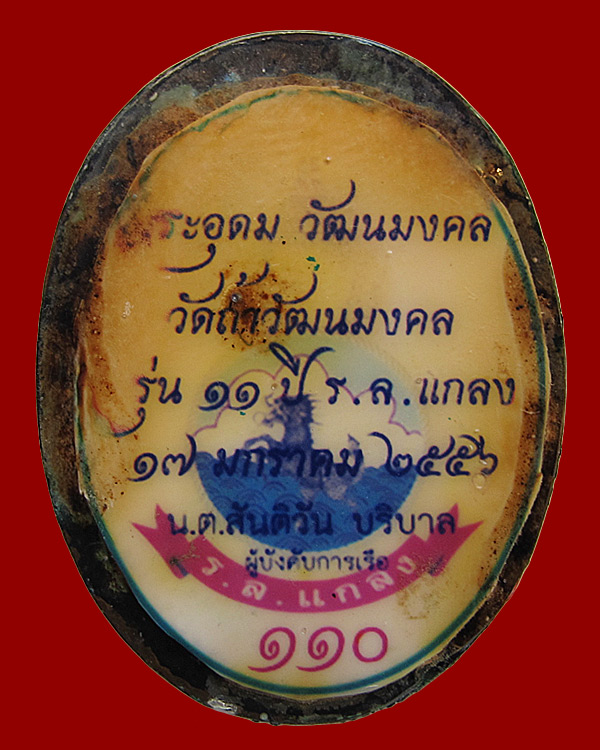 พระอุดม วัฒนมงคล
วัดถ้ำวัฒนมงคล
รุ่น ๑๑ ปี ร.ล.แกลง
๑๗ มกราคม ๒๕๕๖
น.ต.สันติวัน บริบาล
ผู้บังคับการเรือ
ร.ล.แกลง
๑๑๐